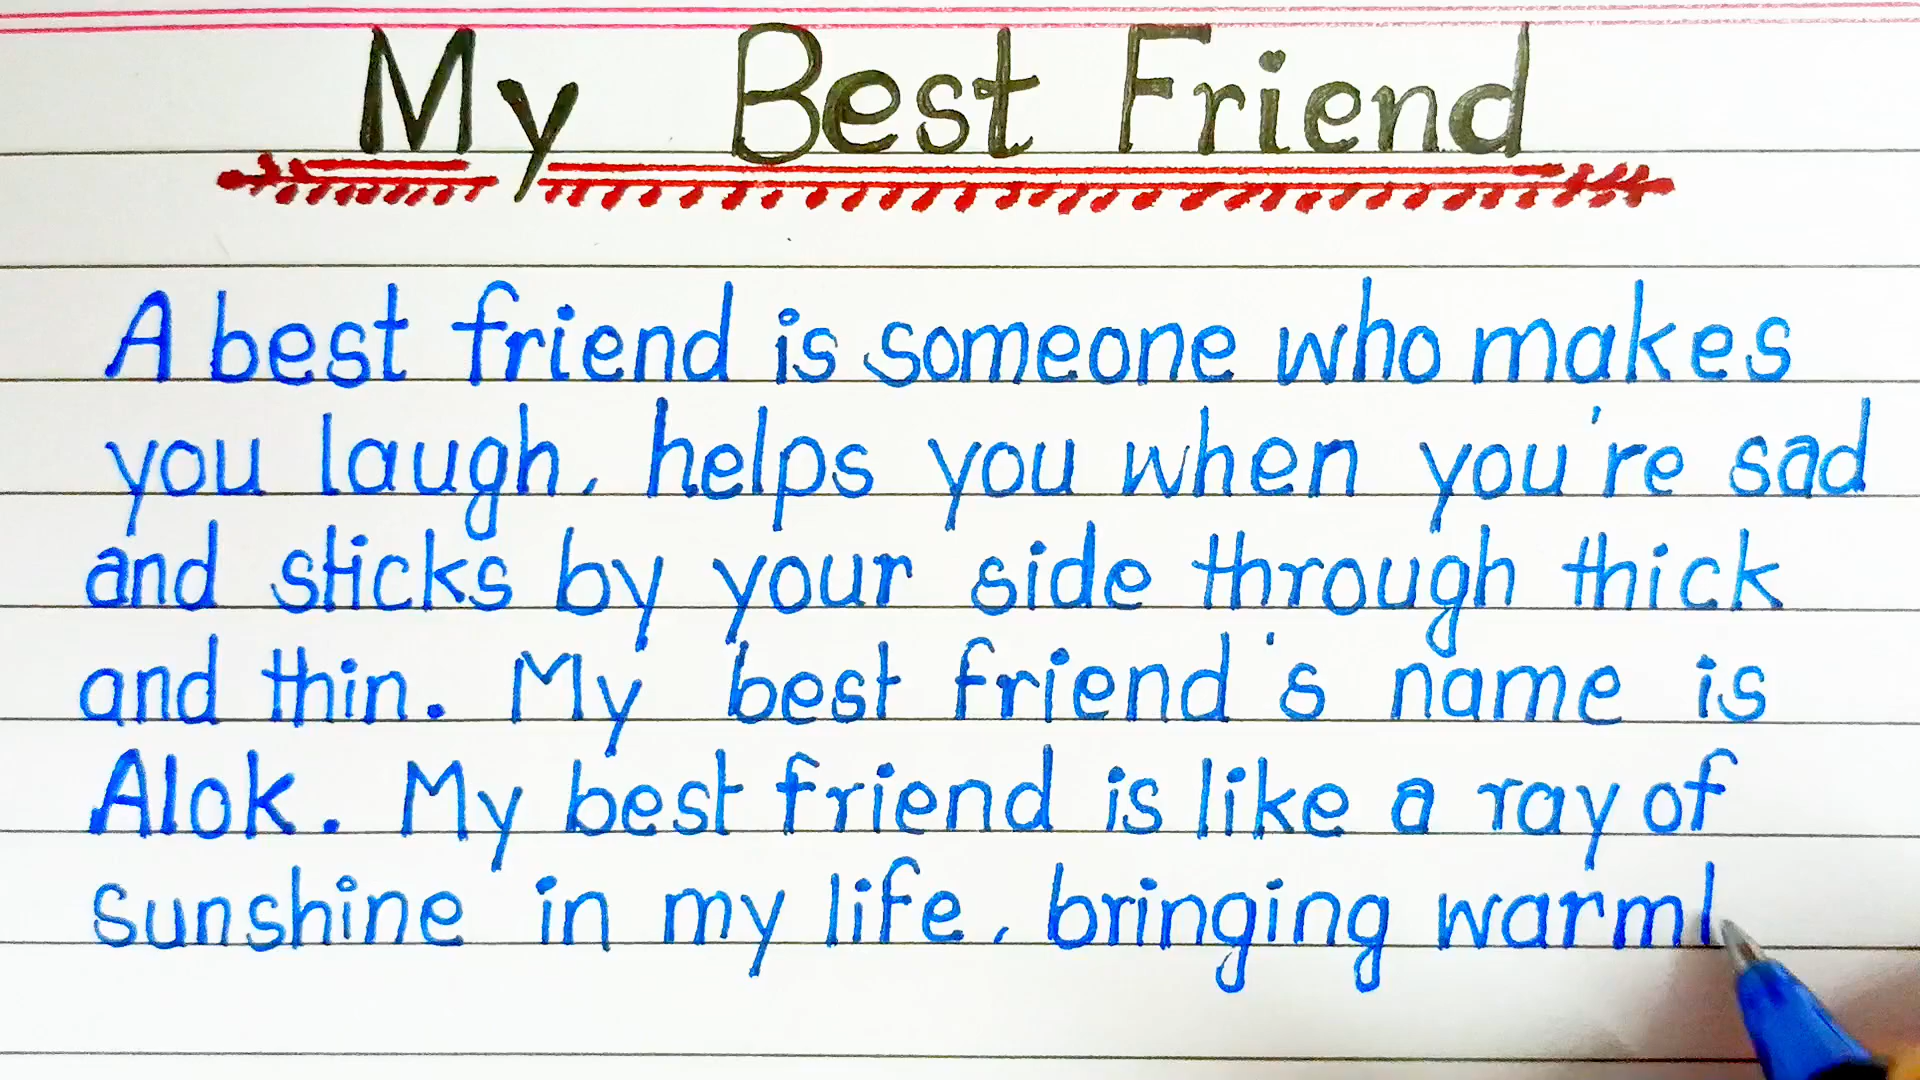 My Best Friend
A best friend is someone who makes
you laugh, helps you when you're sad
and sticks by your side through thick
and thin. My best friend's name is
Alok. My best friend is like a ray of
sunshine in my life, bringing